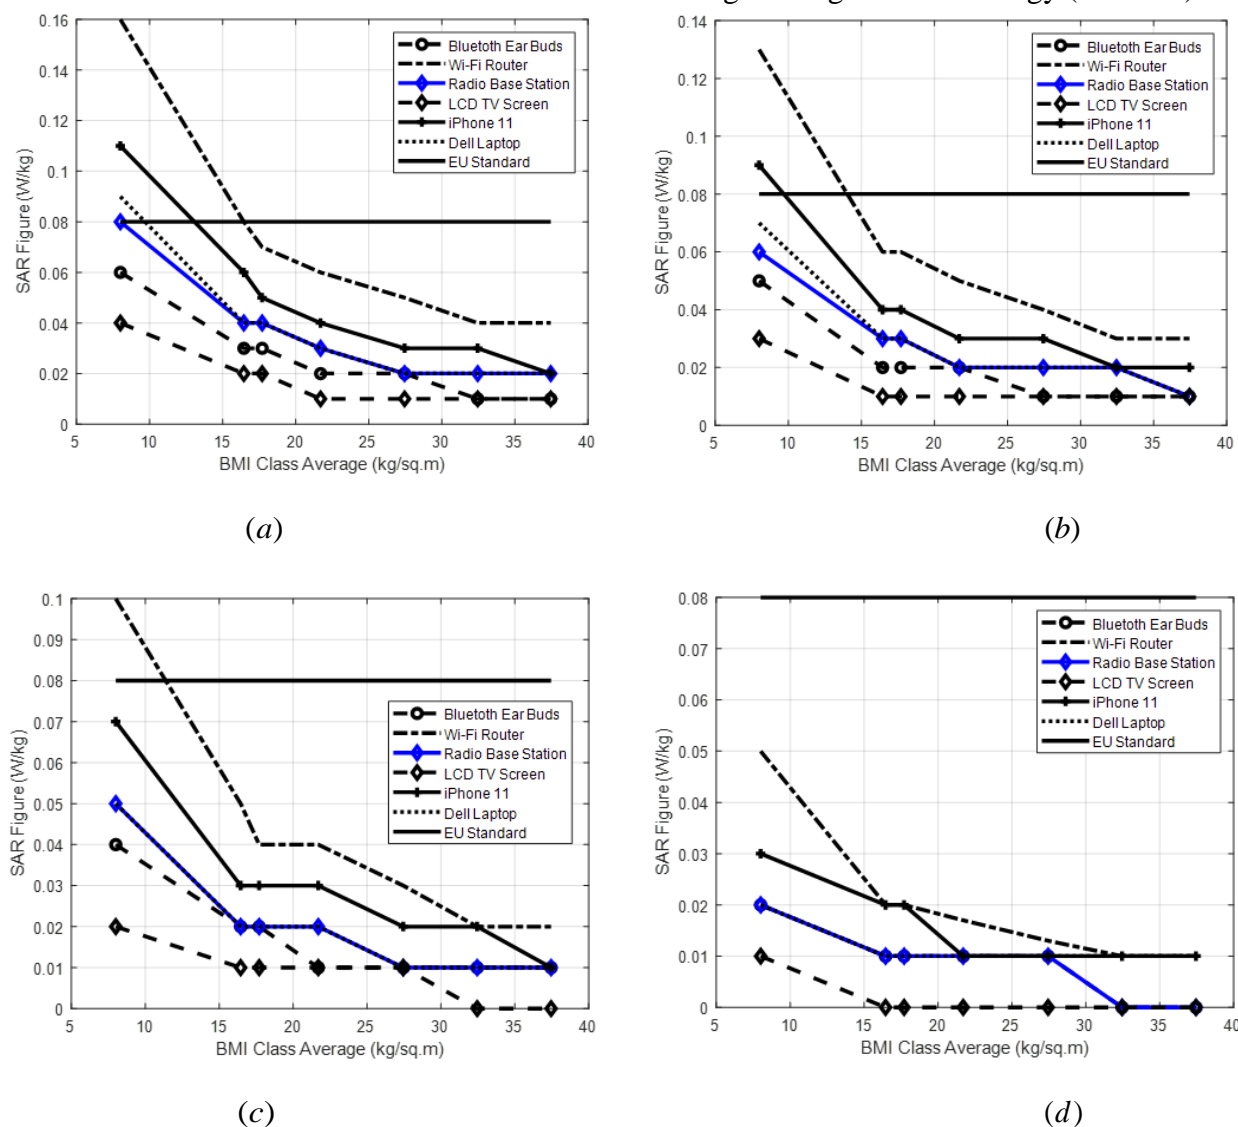 0.16
0.14
0.12
0.1
0.08
0.06
0.04
0.02
0
SAR Figure (W/kg)
Bluetoth Ear Buds
Wi-Fi Router
Radio Base Station
LCD TV Screen
iPhone 11
Dell Laptop
EU Standard
5 10 15 20 25 30 35 40
BMI Class Average (kg/sq.m)
(a)
0.14
0.12
0.1
0.08
0.06
0.04
0.02
0
SAR Figure (W/kg)
Bluetoth Ear Buds
Wi-Fi Router
Radio Base Station
LCD TV Screen
iPhone 11
Dell Laptop
EU Standard
5 10 15 20 25 30 35 40
BMI Class Average (kg/sq.m)
(b)
0.1
0.09
0.08
0.07
0.06
0.05
0.04
0.03
0.02
0.01
0
SAR Figure (W/kg)
Bluetoth Ear Buds
Wi-Fi Router
Radio Base Station
LCD TV Screen
iPhone 11
Dell Laptop
EU Standard
5 10 15 20 25 30 35 40
BMI Class Average (kg/sq.m)
(c)
0.08
0.07
0.06
0.05
0.04
0.03
0.02
0.01
0
SAR Figure (W/kg)
Bluetoth Ear Buds
Wi-Fi Router
Radio Base Station
LCD TV Screen
iPhone 11
Dell Laptop
EU Standard
5 10 15 20 25 30 35 40
BMI Class Average (kg/sq.m)
(d)